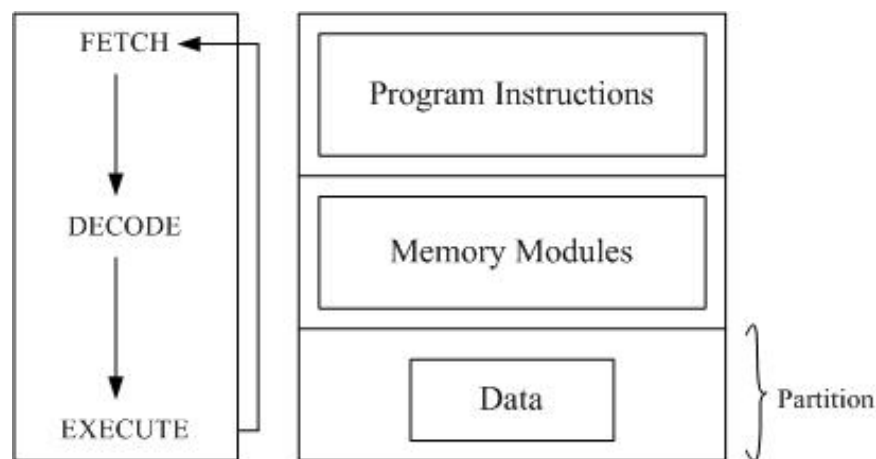 FETCH
DECODE
EXECUTE
Program Instructions
Memory Modules
Data
Partition